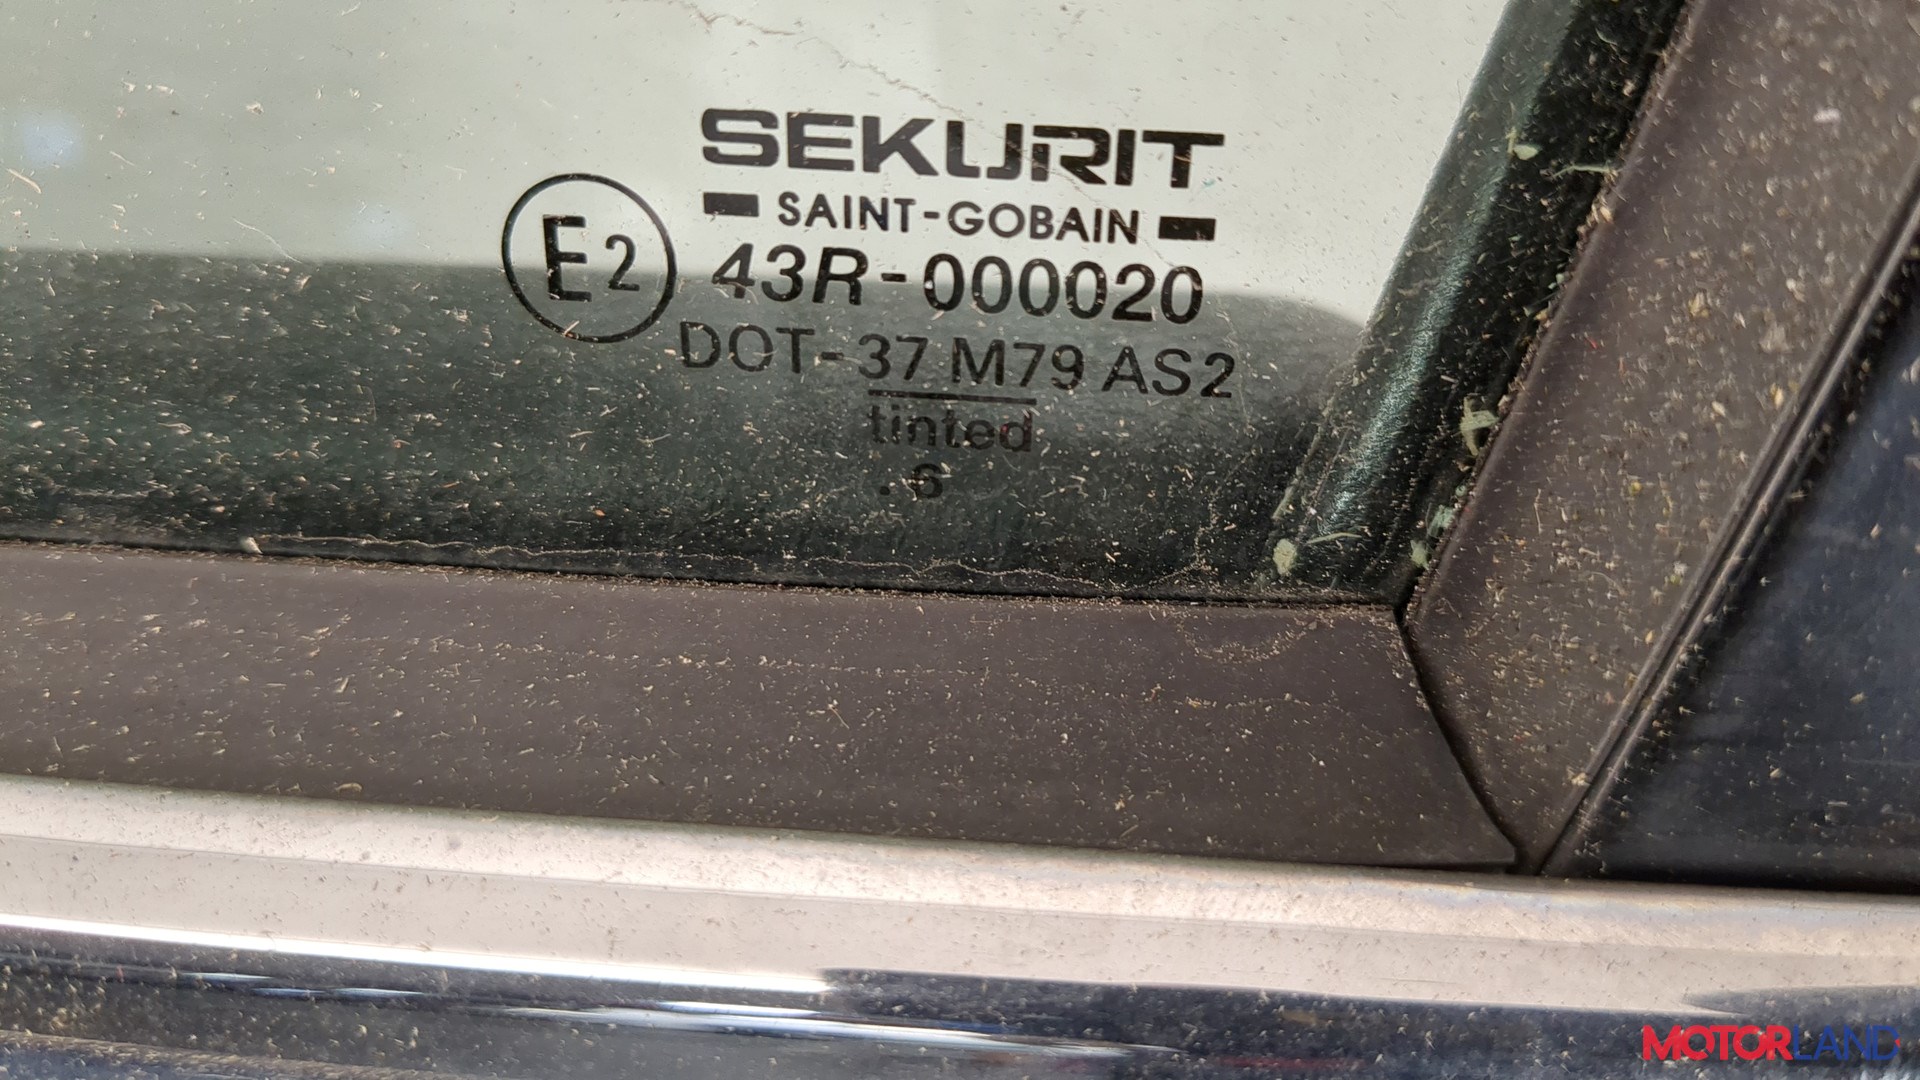 SEKURIT
SAINT-GOBAIN
E2
43R-000020
DOT-37 M79 AS2
tinted
. 6
MOTORLAND